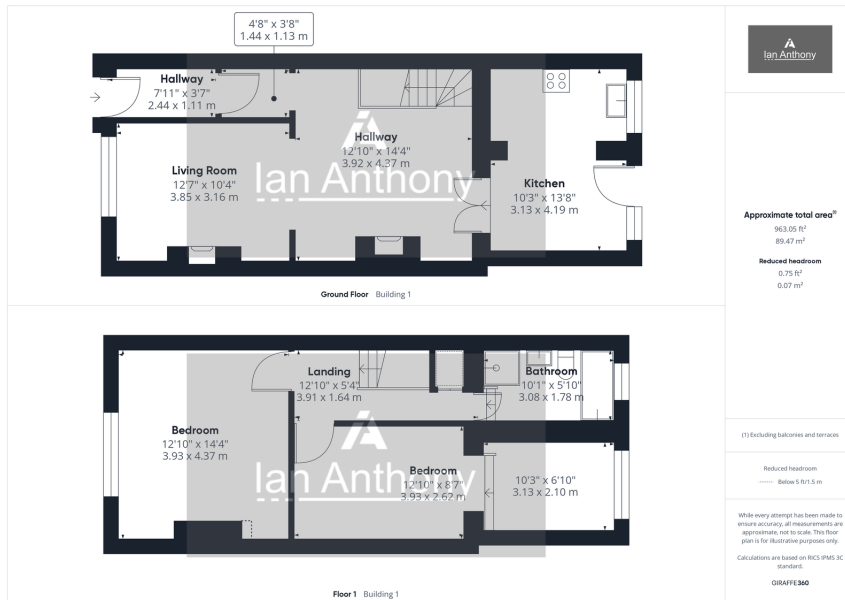 4'8" x 3'8"
1.44 x 1.13 m
Hallway
7'11" x 3'7"
2.44 x 1.11 m
Hallway
12'10" x 14'4"
3.92 x 4.37 m
Living Room
12'7" x 10'4"
3.85 x 3.16 m
Kitchen
10'3" x 13'8"
3.13 x 4.19 m
Ian Anthony
Ground Floor Building 1
Landing
12'10" x 5'4"
3.91 x 1.64 m
Bathroom
10'1" x 5'10"
3.08 x 1.78 m
Bedroom
12'10" x 14'4"
3.93 x 4.37 m
Bedroom
12'10" x 8'7"
3.93 x 2.62 m
10'3" x 6'10"
3.13 x 2.10 m
Ian Anthony
Floor 1 Building 1
Ian Anthony
Approximate total area⁽¹⁾
963.05 ft²
89.47 m²
Reduced headroom
0.75 ft²
0.07 m²
(1) Excluding balconies and terraces
Reduced headroom
Below 5 ft/1.5 m
While every attempt has been made to
ensure accuracy, all measurements are
approximate, not to scale. This floor
plan is for illustrative purposes only.
Calculations are based on RICS IPMS 3C
standard.
GIRAFFE360